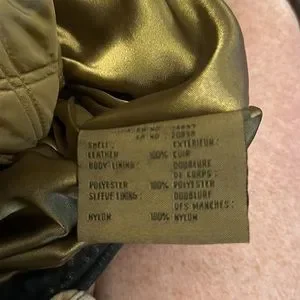 SHELL: EXTERIEUR:
LEATHER 100% CUIR
BODY LINING: DOUBLURE
DE CORPS:
POLYESTER 100% POLYESTER
SLEEVE LINING: DOUBLURE
DES MANCHES:
NYLON 100% NYLON